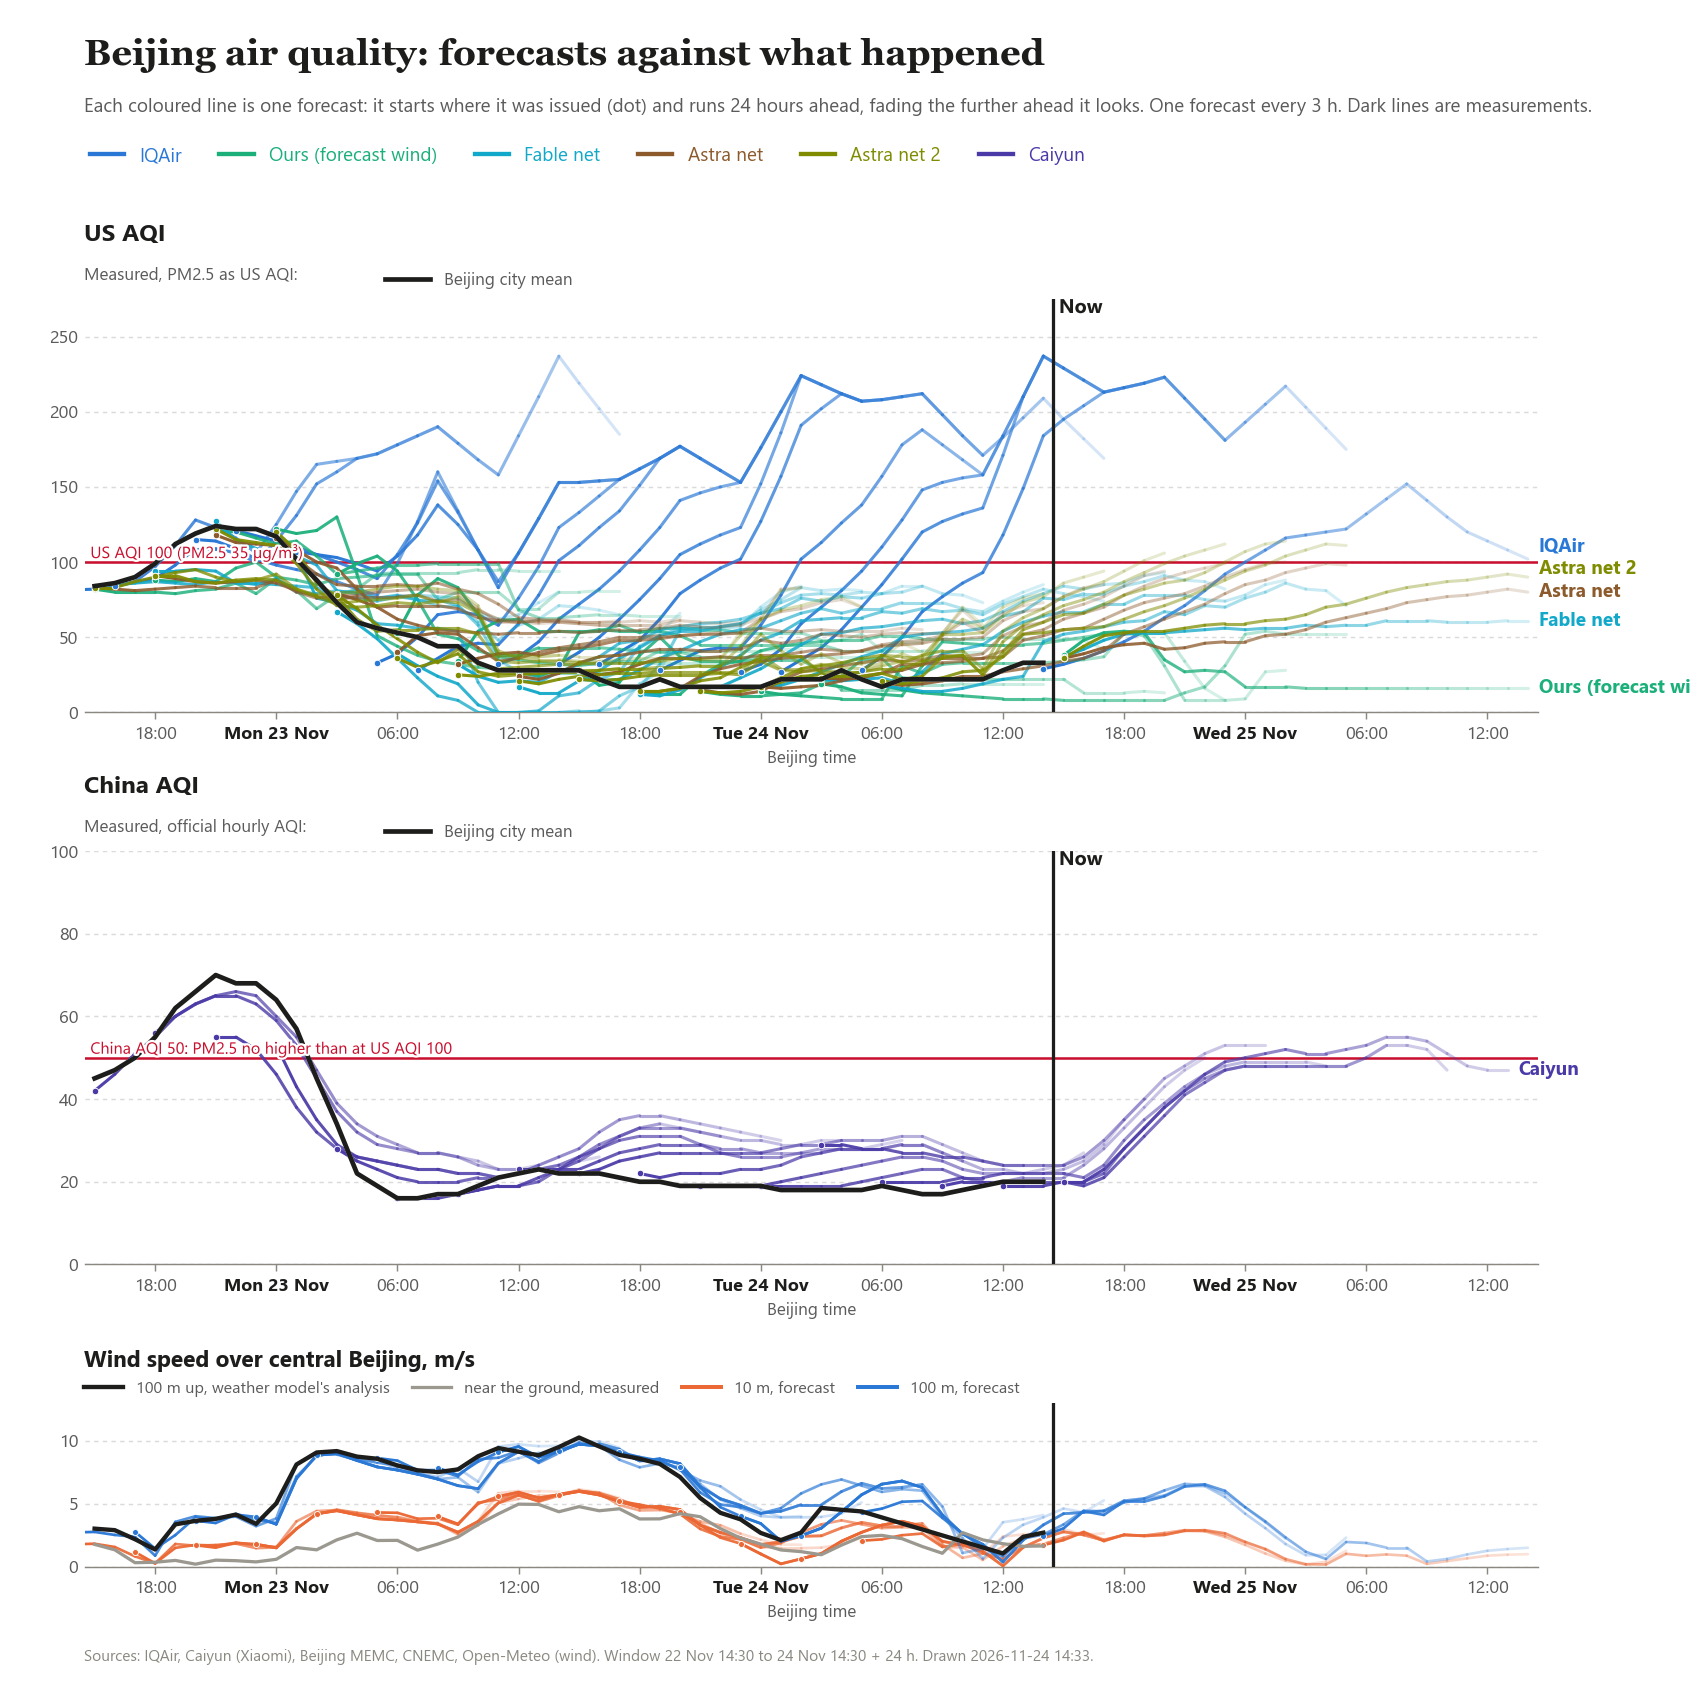 Beijing air quality: forecasts against what happened
Each coloured line is one forecast: it starts where it was issued (dot) and runs 24 hours ahead, fading the further ahead it looks. One forecast every 3 h. Dark lines are measurements.
IQAir Ours (forecast wind) Fable net Astra net Astra net 2 Caiyun
US AQI
Measured, PM2.5 as US AQI: Beijing city mean
Now
250
200
150
100
50
0
US AQI 100 (PM2.5 35 µg/m³)
IQAir
Astra net 2
Astra net
Fable net
Ours (forecast wi
18:00 Mon 23 Nov 06:00 12:00 18:00 Tue 24 Nov 06:00 12:00 18:00 Wed 25 Nov 06:00 12:00
Beijing time
China AQI
Measured, official hourly AQI: Beijing city mean
Now
100
80
60
40
20
0
China AQI 50: PM2.5 no higher than at US AQI 100
Caiyun
18:00 Mon 23 Nov 06:00 12:00 18:00 Tue 24 Nov 06:00 12:00 18:00 Wed 25 Nov 06:00 12:00
Beijing time
Wind speed over central Beijing, m/s
100 m up, weather model's analysis near the ground, measured 10 m, forecast 100 m, forecast
10
5
0
18:00 Mon 23 Nov 06:00 12:00 18:00 Tue 24 Nov 06:00 12:00 18:00 Wed 25 Nov 06:00 12:00
Beijing time
Sources: IQAir, Caiyun (Xiaomi), Beijing MEMC, CNEMC, Open-Meteo (wind). Window 22 Nov 14:30 to 24 Nov 14:30 + 24 h. Drawn 2026-11-24 14:33.